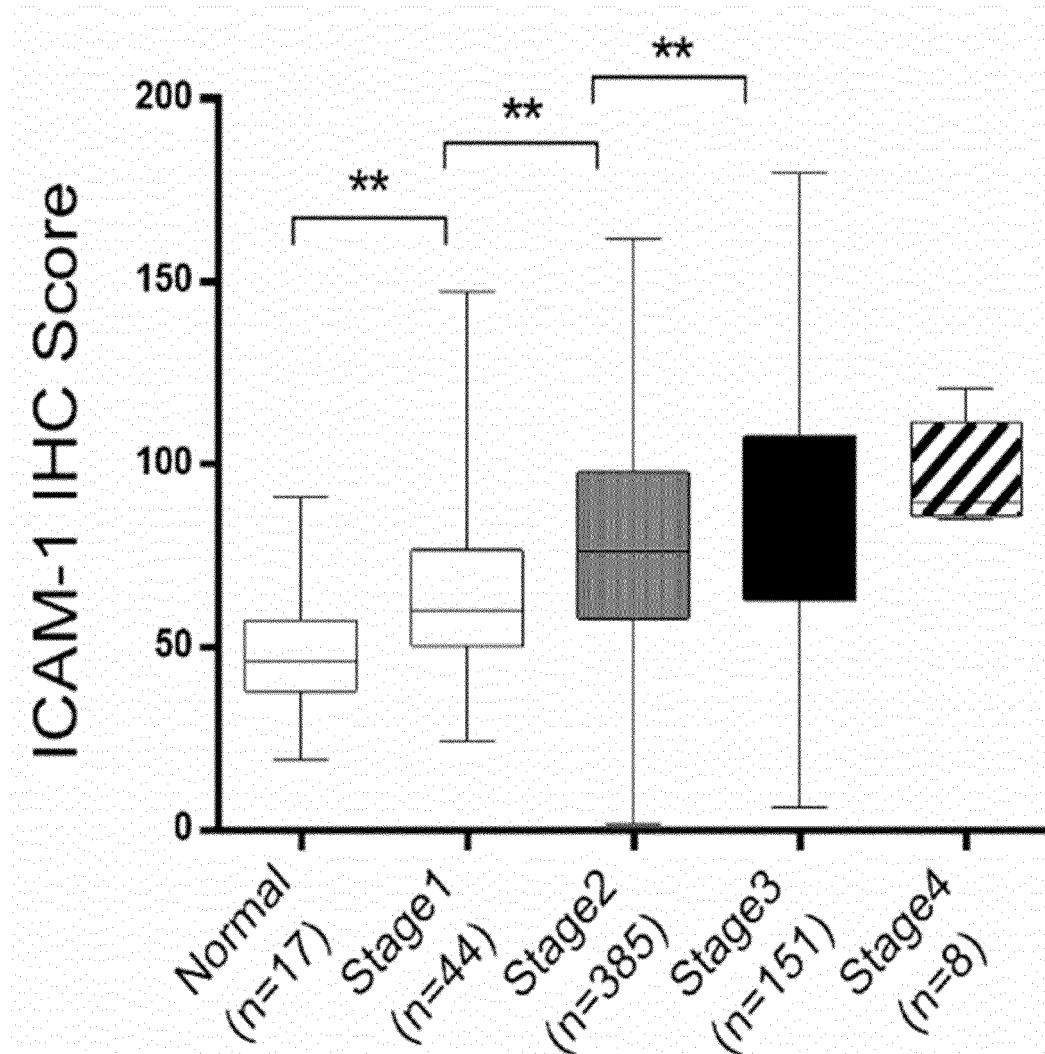 **
**
**
200
150
100
50
0
ICAM-1 IHC Score
Normal
(n=17)
Stage1
(n=44)
Stage2
(n=385)
Stage3
(n=151)
Stage4
(n=8)